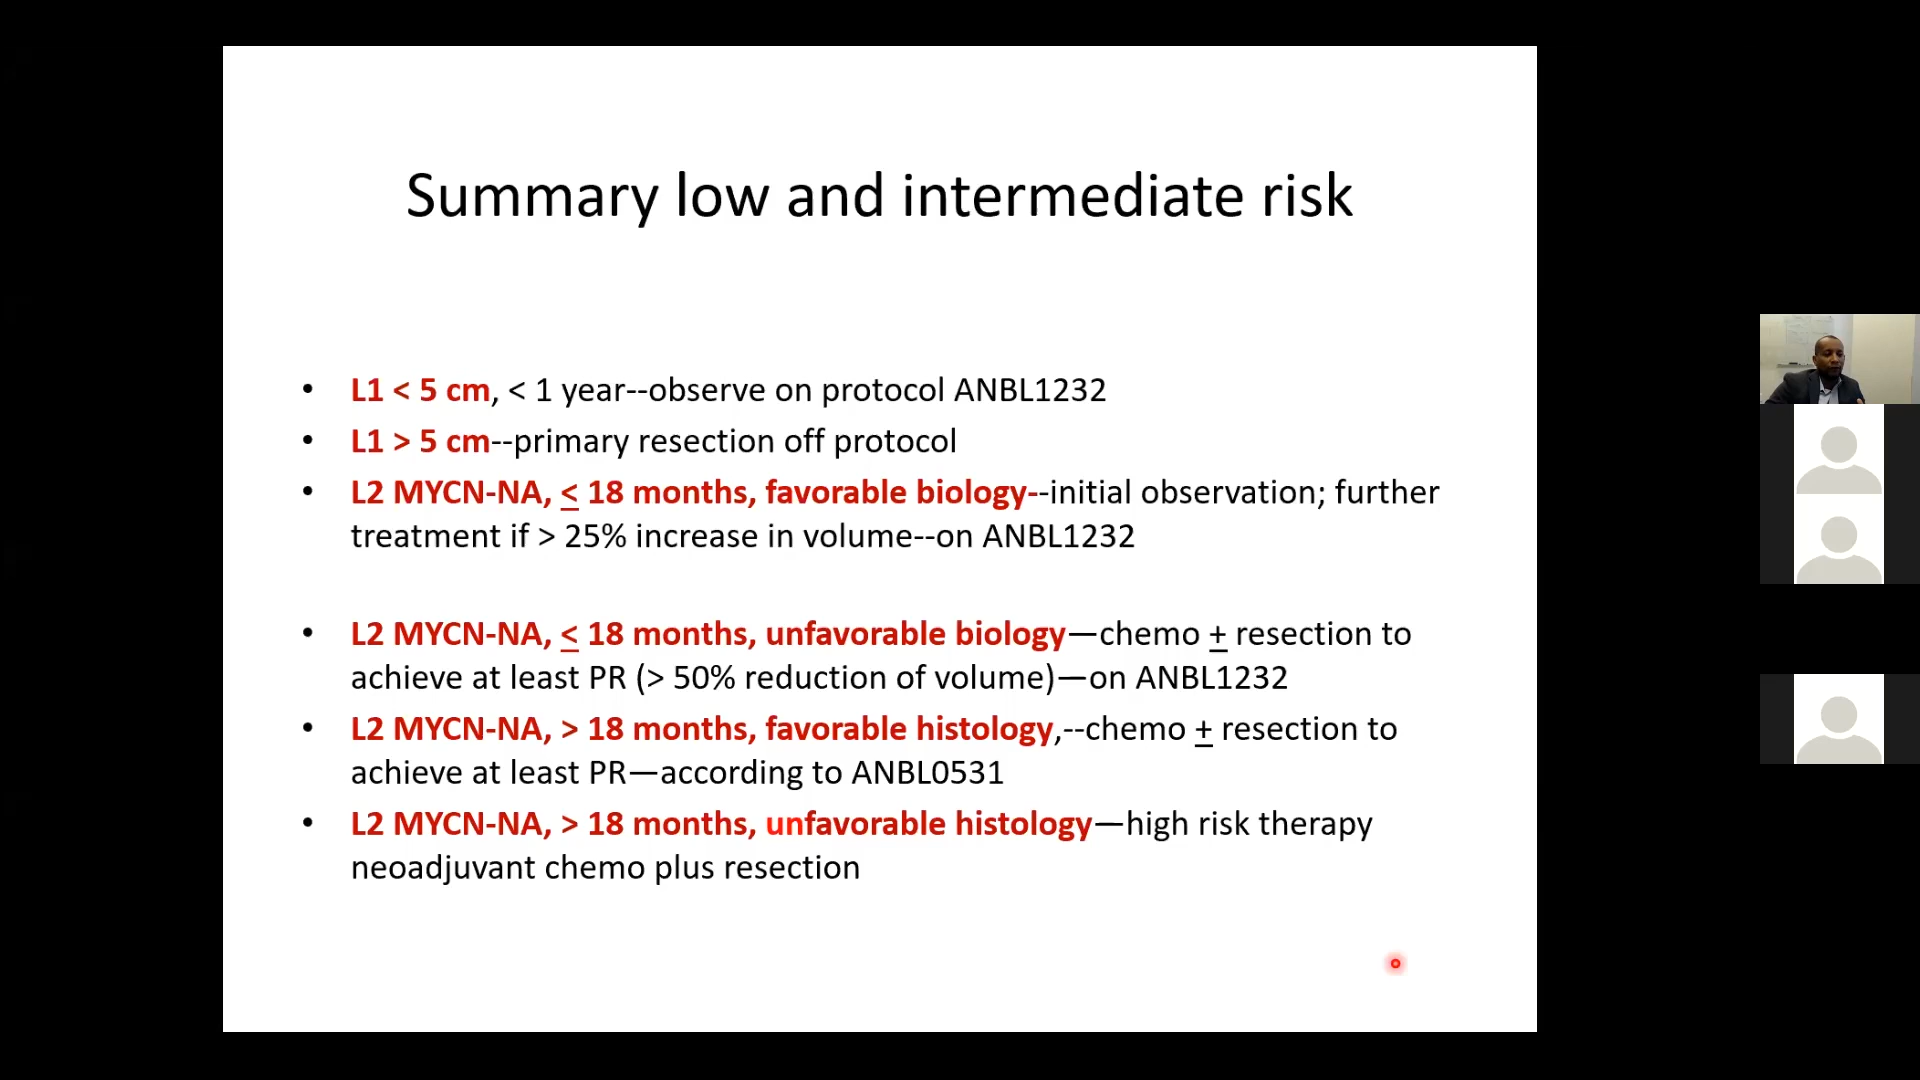 Summary low and intermediate risk
• L1 < 5 cm, < 1 year--observe on protocol ANBL1232
• L1 > 5 cm--primary resection off protocol
• L2 MYCN-NA, ≤ 18 months, favorable biology--initial observation; further
treatment if > 25% increase in volume--on ANBL1232
• L2 MYCN-NA, ≤ 18 months, unfavorable biology—chemo ± resection to
achieve at least PR (> 50% reduction of volume)—on ANBL1232
• L2 MYCN-NA, > 18 months, favorable histology,--chemo ± resection to
achieve at least PR—according to ANBL0531
• L2 MYCN-NA, > 18 months, unfavorable histology—high risk therapy
neoadjuvant chemo plus resection